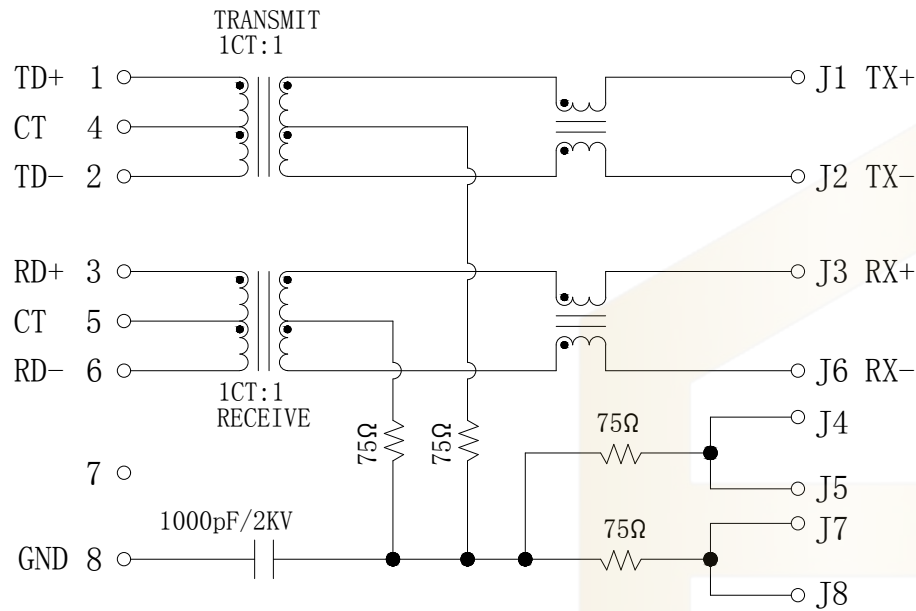 TRANSMIT
1CT:1
TD+ 1
J1 TX+
CT 4
TD- 2
J2 TX-
RD+ 3
J3 RX+
CT 5
RD- 6
J6 RX-
1CT:1
RECEIVE
75Ω
75Ω
75Ω
J4
J5
7
1000pF/2KV
75Ω
J7
GND 8
J8